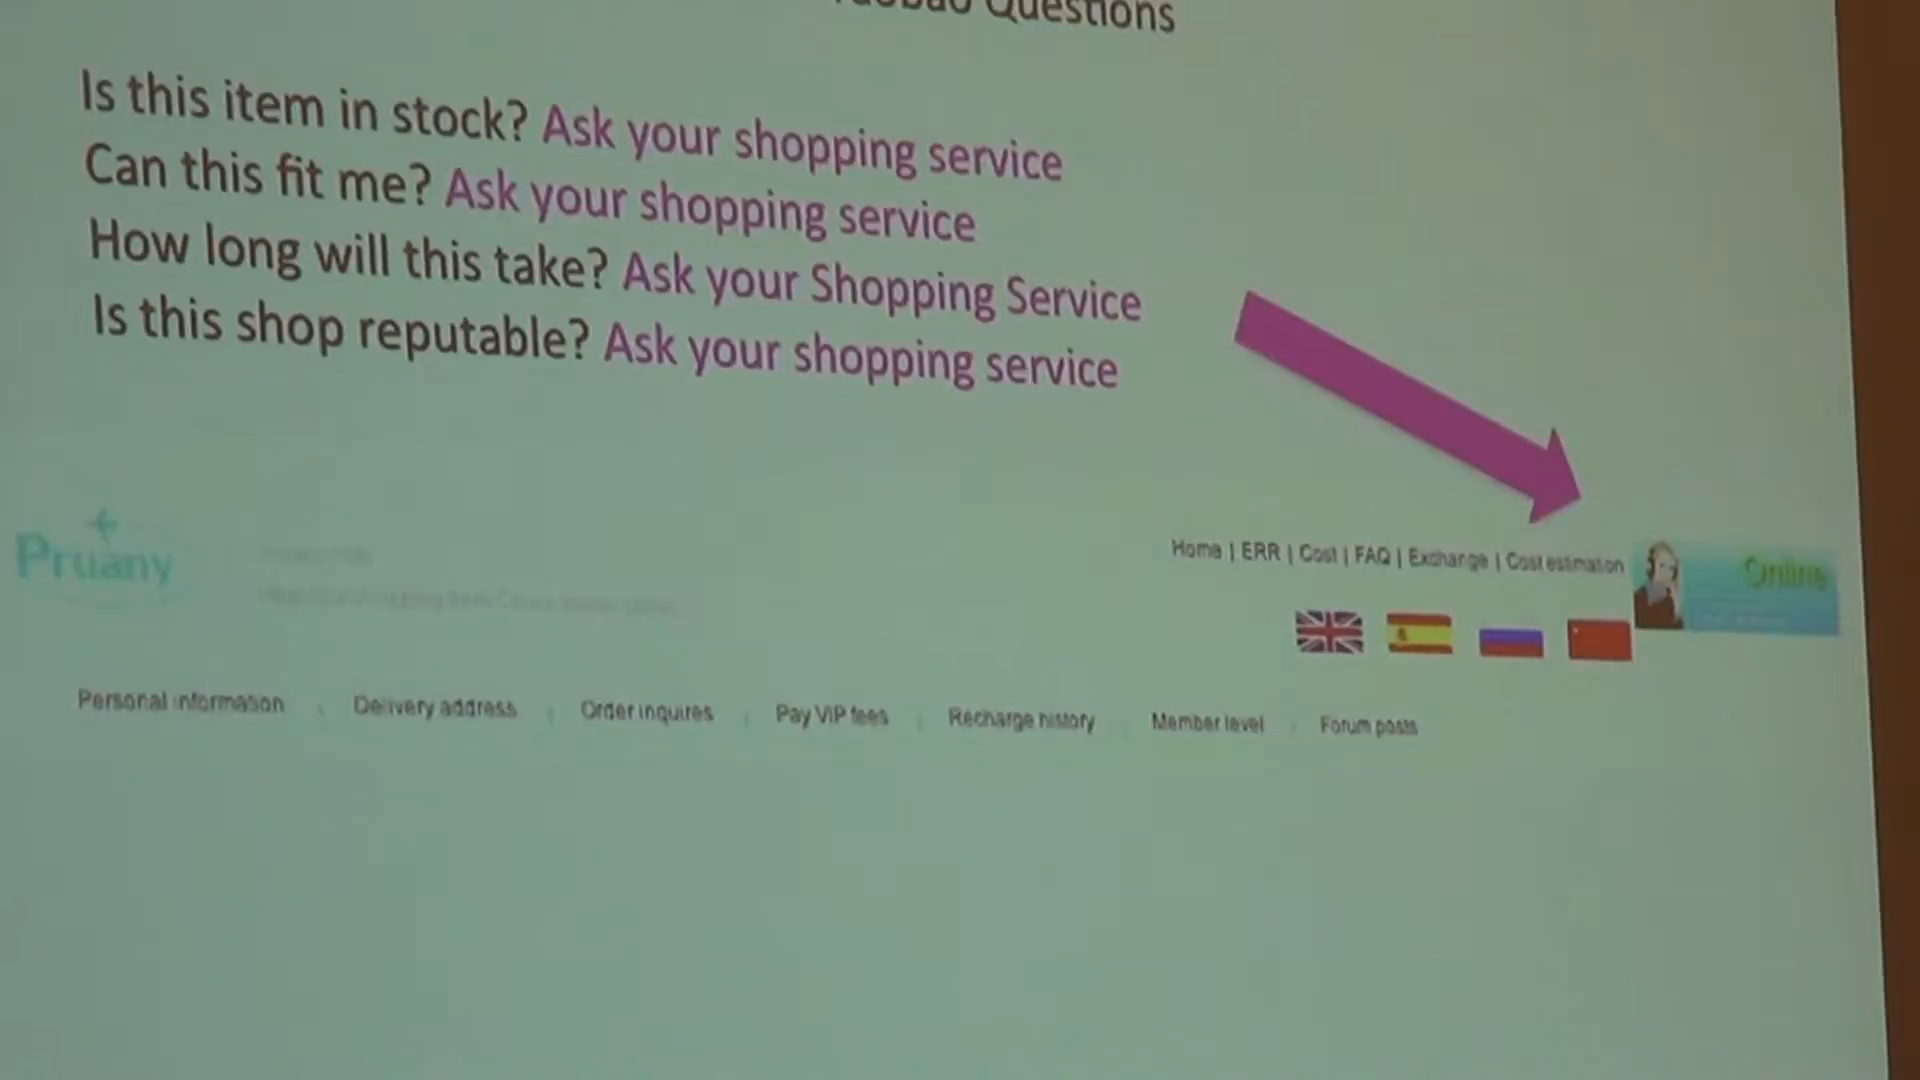 Questions
Is this item in stock? Ask your shopping service
Can this fit me? Ask your shopping service
How long will this take? Ask your Shopping Service
Is this shop reputable? Ask your shopping service
Pruany
Home | ERR | Cost | FAQ | Exchange | Cost estimation
Online
Personal information
Delivery address
Order inquires
Pay VIP fees
Recharge history
Member level
Forum posts